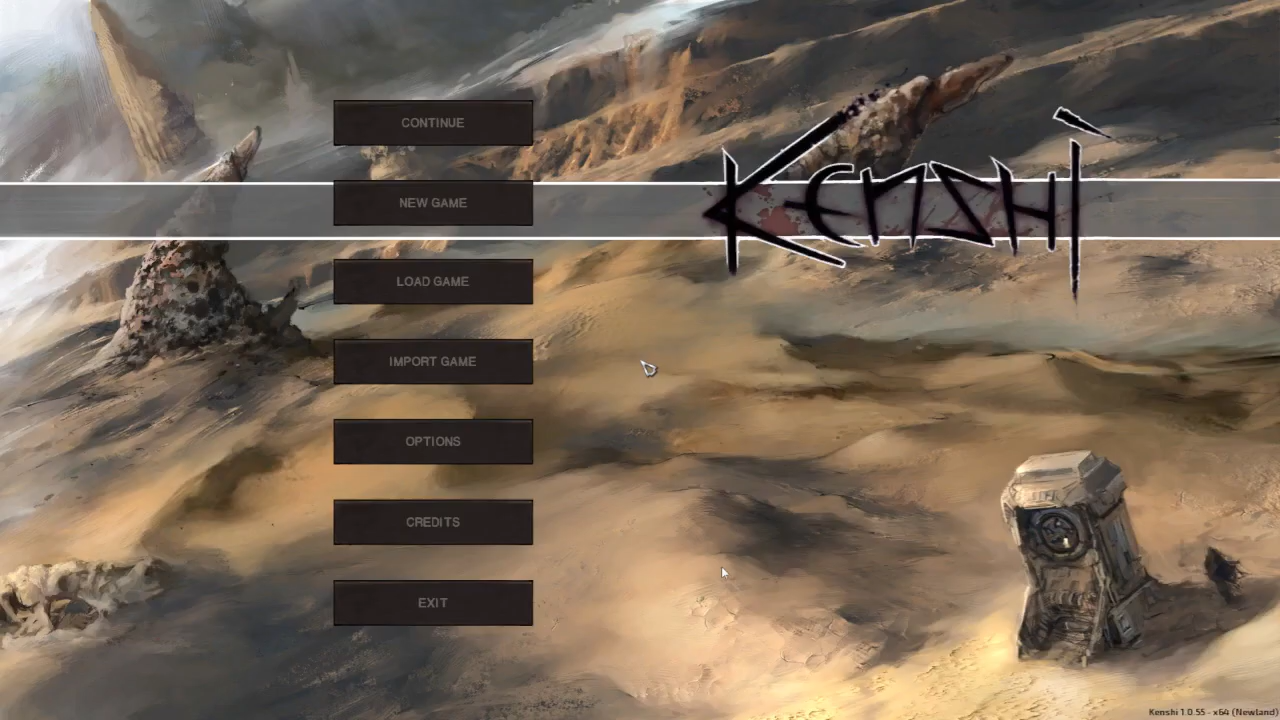 CONTINUE
NEW GAME
Kenshi
LOAD GAME
IMPORT GAME
OPTIONS
CREDITS
EXIT
Kenshi 1.0.55 - x64 (Newland)